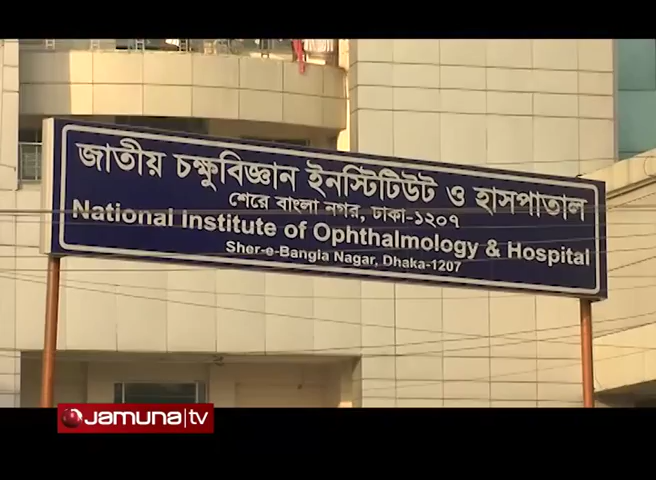 জাতীয় চক্ষুবিজ্ঞান ইনস্টিটিউট ও হাসপাতাল
শেরে বাংলা নগর, ঢাকা-১২০৭
National Institute of Ophthalmology & Hospital
Sher-e-Bangla Nagar, Dhaka-1207
JAMUNA|tv